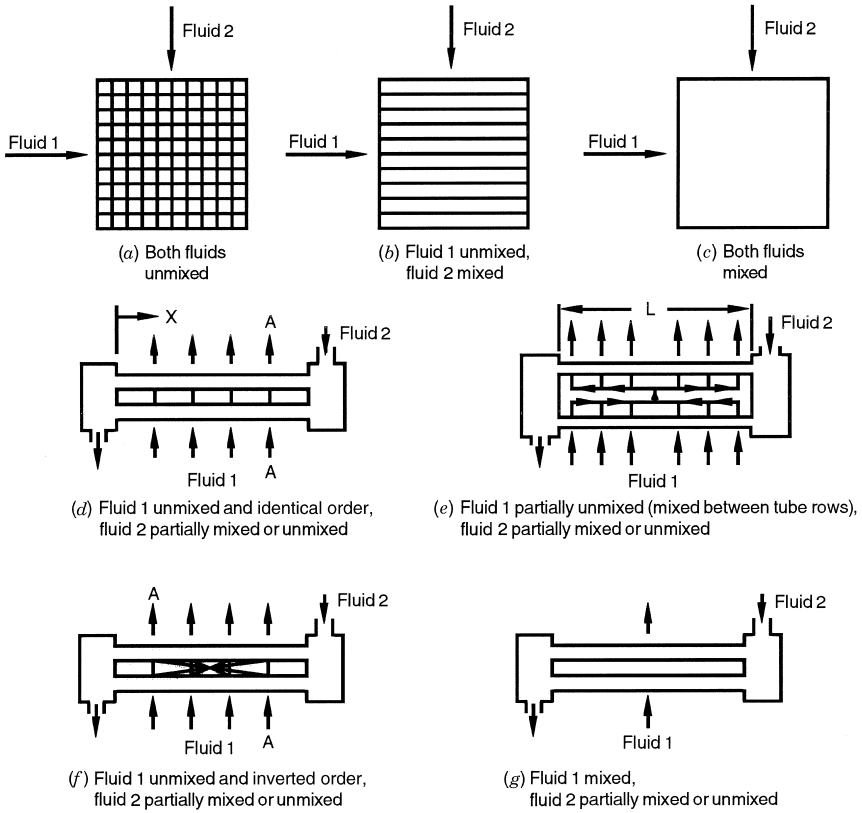 Fluid 2
Fluid 2
Fluid 2
Fluid 1
Fluid 1
Fluid 1
(a) Both fluids
unmixed
(b) Fluid 1 unmixed,
fluid 2 mixed
(c) Both fluids
mixed
X
A
Fluid 2
Fluid 1
A
(d) Fluid 1 unmixed and identical order,
fluid 2 partially mixed or unmixed
L
Fluid 2
Fluid 1
(e) Fluid 1 partially unmixed (mixed between tube rows),
fluid 2 partially mixed or unmixed
A
Fluid 2
Fluid 1
A
(f) Fluid 1 unmixed and inverted order,
fluid 2 partially mixed or unmixed
Fluid 2
Fluid 1
(g) Fluid 1 mixed,
fluid 2 partially mixed or unmixed